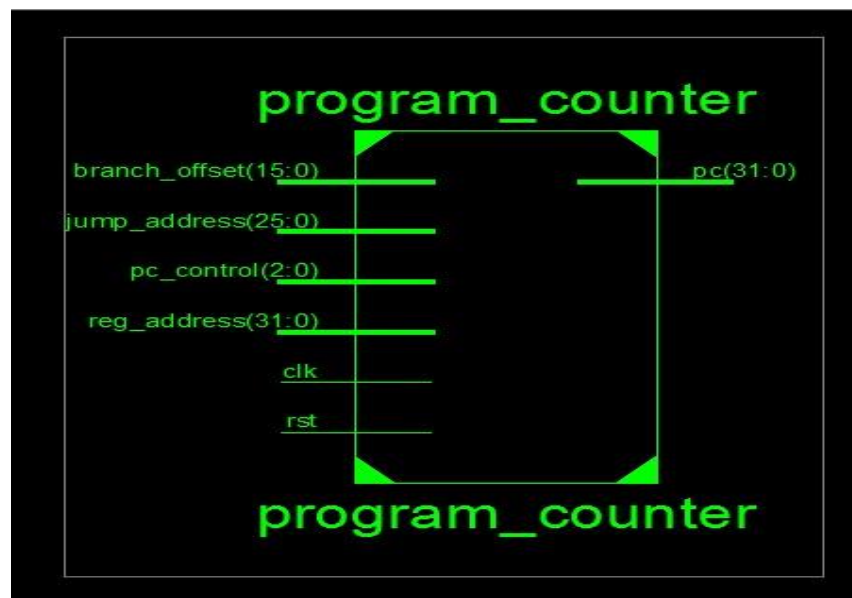 program_counter
branch_offset(15:0)
pc(31:0)
jump_address(25:0)
pc_control(2:0)
reg_address(31:0)
clk
rst
program_counter